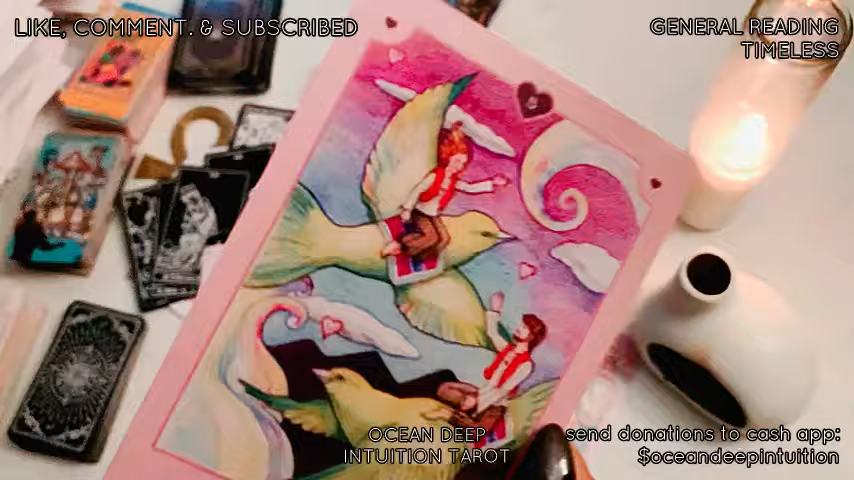 LIKE, COMMENT. & SUBSCRIBED
GENERAL READING
TIMELESS
OCEAN DEEP
INTUITION TAROT
send donations to cash app:
$oceandeepintuition